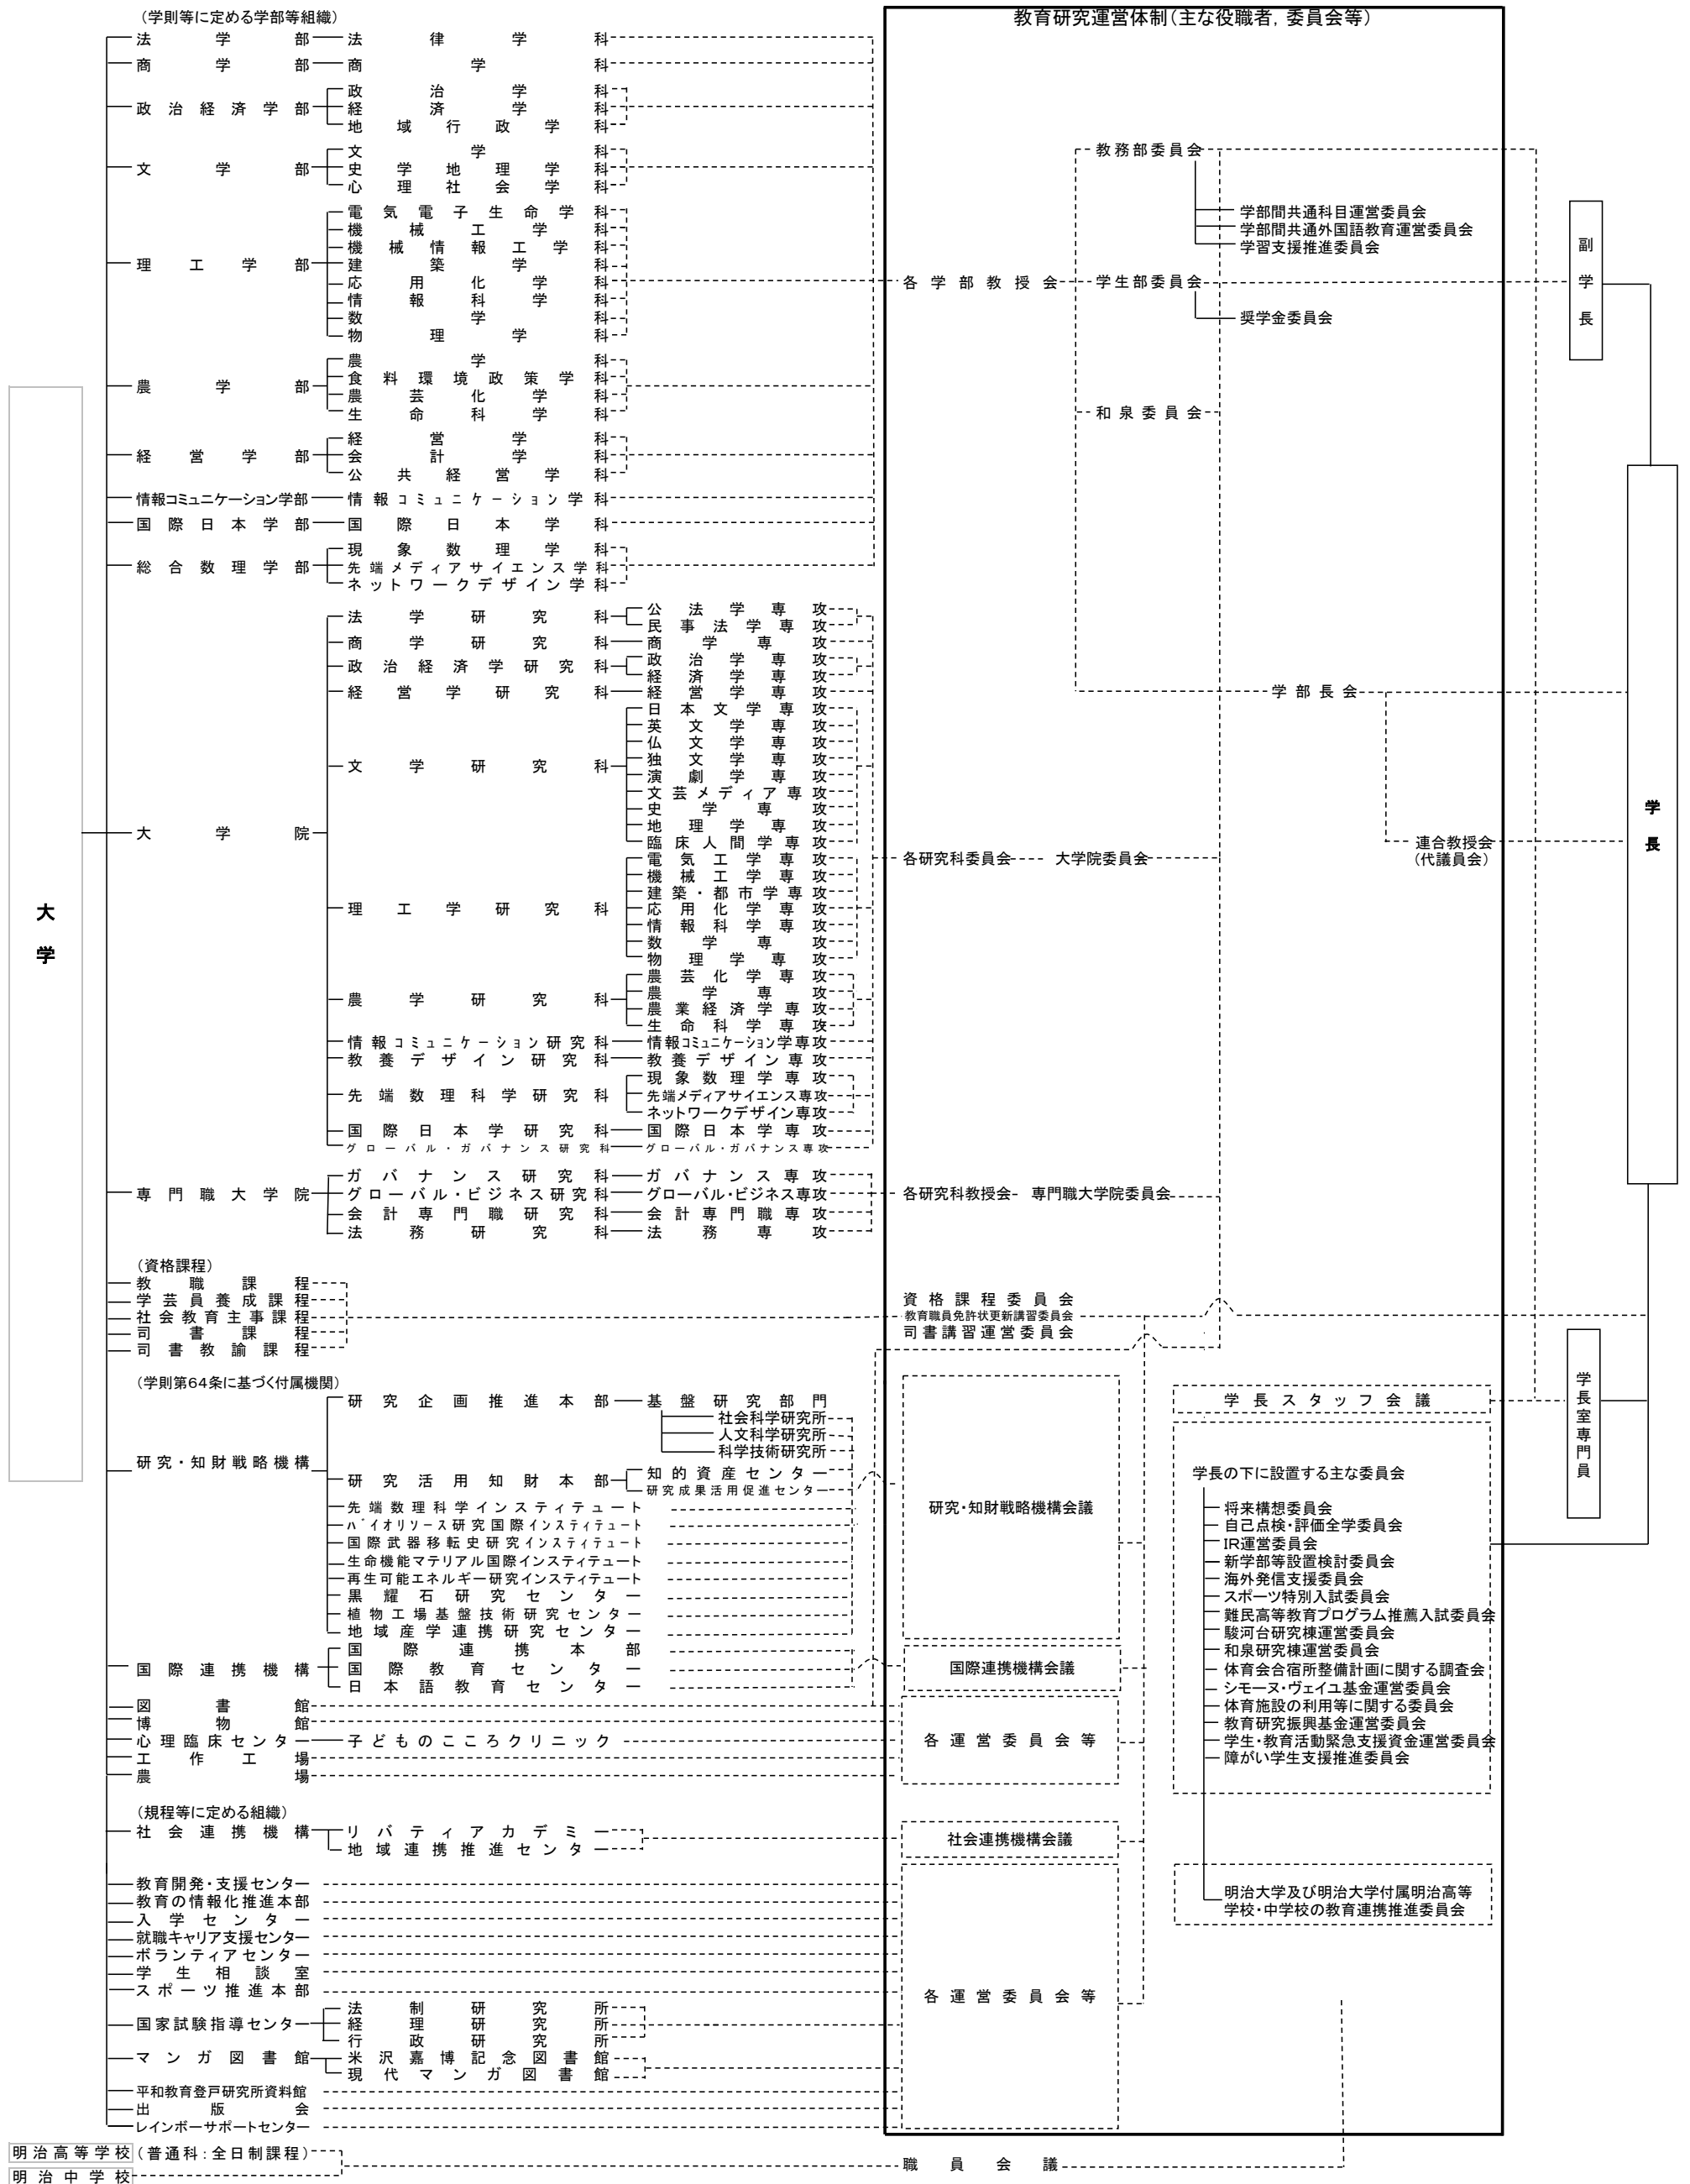 (学則等に定める学部等組織)
教育研究運営体制(主な役職者，委員会等)
法学部 法律学科
商学部 商学科
政治経済学部
政治学科
経済学科
地域行政学科
文学部
文学科
史学地理学科
心理社会学科
理工学部
電気電子生命学科
機械工学科
機械情報工学科
建築学科
応用化学科
情報科学科
数学科
物理学科
農学部
農学科
食料環境政策学科
農芸化学科
生命科学科
経営学部
経営学科
会計学科
公共経営学科
情報コミュニケーション学部 情報コミュニケーション学科
国際日本学部 国際日本学科
総合数理学部
現象数理学科
先端メディアサイエンス学科
ネットワークデザイン学科
大学
大学院
法学研究科
公法学専攻
民事法学専攻
商学研究科 商学専攻
政治経済学研究科
政治学専攻
経済学専攻
経営学研究科 経営学専攻
文学研究科
日本文学専攻
英文学専攻
仏文学専攻
独文学専攻
演劇学専攻
文芸メディア専攻
史学専攻
地理学専攻
臨床人間学専攻
理工学研究科
電気工学専攻
機械工学専攻
建築・都市学専攻
応用化学専攻
情報科学専攻
数学専攻
物理学専攻
農学研究科
農芸化学専攻
農学専攻
農業経済学専攻
生命科学専攻
情報コミュニケーション研究科 情報コミュニケーション学専攻
教養デザイン研究科 教養デザイン専攻
先端数理科学研究科
現象数理学専攻
先端メディアサイエンス専攻
ネットワークデザイン専攻
国際日本学研究科 国際日本学専攻
グローバル・ガバナンス研究科 グローバル・ガバナンス専攻
専門職大学院
ガバナンス研究科 ガバナンス専攻
グローバル・ビジネス研究科 グローバル・ビジネス専攻
会計専門職研究科 会計専門職専攻
法務研究科 法務専攻
(資格課程)
教職課程
学芸員養成課程
社会教育主事課程
司書課程
司書教諭課程
(学則第64条に基づく付属機関)
研究・知財戦略機構
研究企画推進本部 基盤研究部門
社会科学研究所
人文科学研究所
科学技術研究所
研究活用知財本部
知的資産センター
研究成果活用促進センター
先端数理科学インスティテュート
バイオリソース研究国際インスティテュート
国際武器移転史研究インスティテュート
生命機能マテリアル国際インスティテュート
再生可能エネルギー研究インスティテュート
黒耀石研究センター
植物工場基盤技術研究センター
地域産学連携研究センター
国際連携機構
国際連携本部
国際教育センター
日本語教育センター
図書館
博物館
心理臨床センター 子どものこころクリニック
工作工場
農場
(規程等に定める組織)
社会連携機構
リバティアカデミー
地域連携推進センター
教育開発・支援センター
教育の情報化推進本部
入学センター
就職キャリア支援センター
ボランティアセンター
学生相談室
スポーツ推進本部
国家試験指導センター
法制研究所
経理研究所
行政研究所
マンガ図書館
米沢嘉博記念図書館
現代マンガ図書館
平和教育登戸研究所資料館
出版会
レインボーサポートセンター
明治高等学校 (普通科:全日制課程)
明治中学校
各学部教授会
教務部委員会
学部間共通科目運営委員会
学部間共通外国語教育運営委員会
学習支援推進委員会
学生部委員会
奨学金委員会
和泉委員会
学部長会
連合教授会
(代議員会)
各研究科委員会 大学院委員会
各研究科教授会 専門職大学院委員会
資格課程委員会
教育職員免許状更新講習委員会
司書講習運営委員会
研究・知財戦略機構会議
国際連携機構会議
各運営委員会等
社会連携機構会議
各運営委員会等
職員会議
学長スタッフ会議
学長の下に設置する主な委員会
将来構想委員会
自己点検・評価全学委員会
IR運営委員会
新学部等設置検討委員会
海外発信支援委員会
スポーツ特別入試委員会
難民高等教育プログラム推薦入試委員会
駿河台研究棟運営委員会
和泉研究棟運営委員会
体育会合宿所整備計画に関する調査会
シモーヌ・ヴェイユ基金運営委員会
体育施設の利用等に関する委員会
教育研究振興基金運営委員会
学生・教育活動緊急支援資金運営委員会
障がい学生支援推進委員会
明治大学及び明治大学付属明治高等
学校・中学校の教育連携推進委員会
副学長
学長
学長室専門員